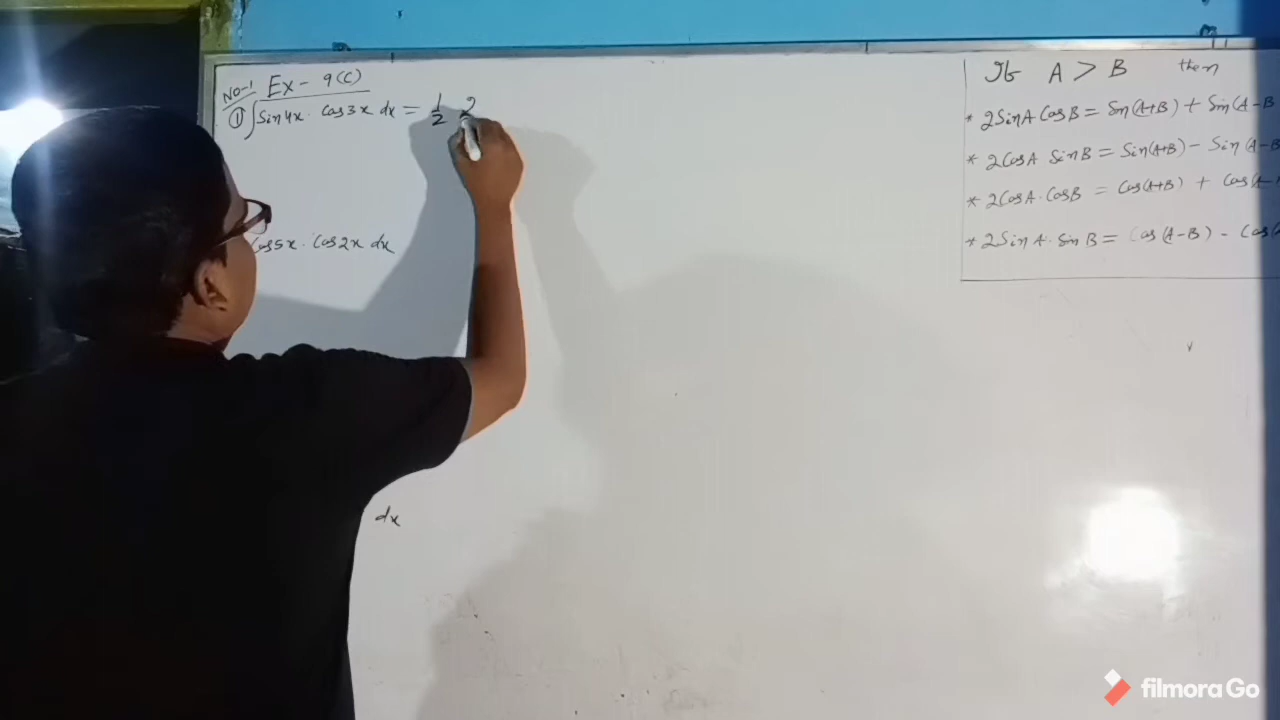 No-1 Ex - 9(C)
① ∫ Sin4x · Cos3x dx = 1/2 2
Cos5x · Cos2x dx
dx
If A > B then
* 2SinA CosB = Sin(A+B) + Sin(A-B
* 2CosA SinB = Sin(A+B) - Sin(A-B
* 2CosA·CosB = Cos(A+B) + Cos(A-
* 2SinA·SinB = Cos(A-B) - Cos(
filmora Go